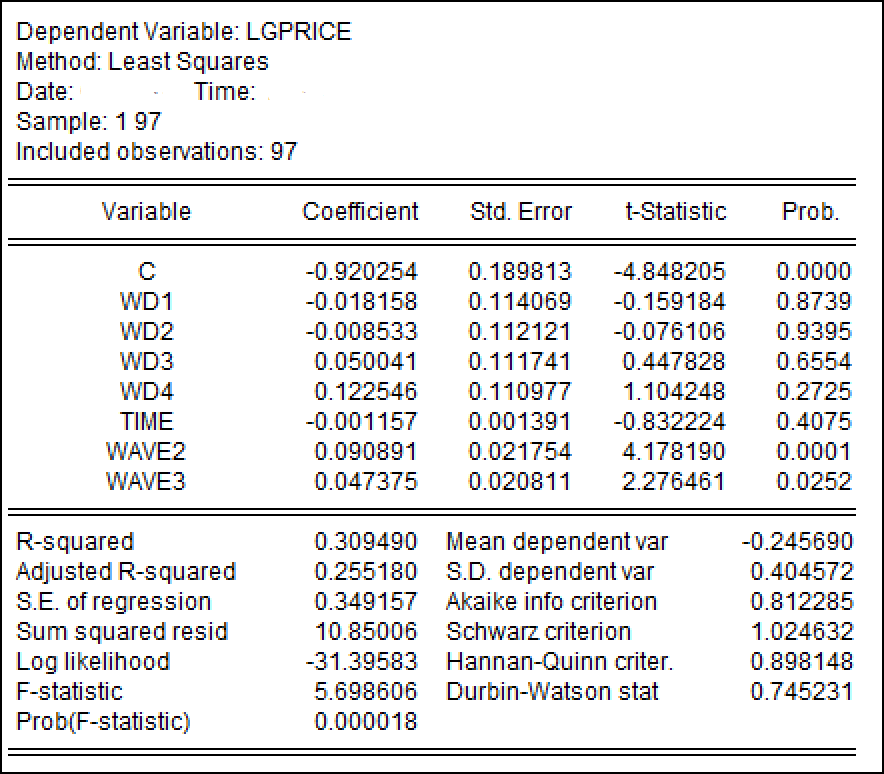 Dependent Variable: LGPRICE
Method: Least Squares
Date: Time:
Sample: 1 97
Included observations: 97
Variable Coefficient Std. Error t-Statistic Prob.
C -0.920254 0.189813 -4.848205 0.0000
WD1 -0.018158 0.114069 -0.159184 0.8739
WD2 -0.008533 0.112121 -0.076106 0.9395
WD3 0.050041 0.111741 0.447828 0.6554
WD4 0.122546 0.110977 1.104248 0.2725
TIME -0.001157 0.001391 -0.832224 0.4075
WAVE2 0.090891 0.021754 4.178190 0.0001
WAVE3 0.047375 0.020811 2.276461 0.0252
R-squared 0.309490 Mean dependent var -0.245690
Adjusted R-squared 0.255180 S.D. dependent var 0.404572
S.E. of regression 0.349157 Akaike info criterion 0.812285
Sum squared resid 10.85006 Schwarz criterion 1.024632
Log likelihood -31.39583 Hannan-Quinn criter. 0.898148
F-statistic 5.698606 Durbin-Watson stat 0.745231
Prob(F-statistic) 0.000018